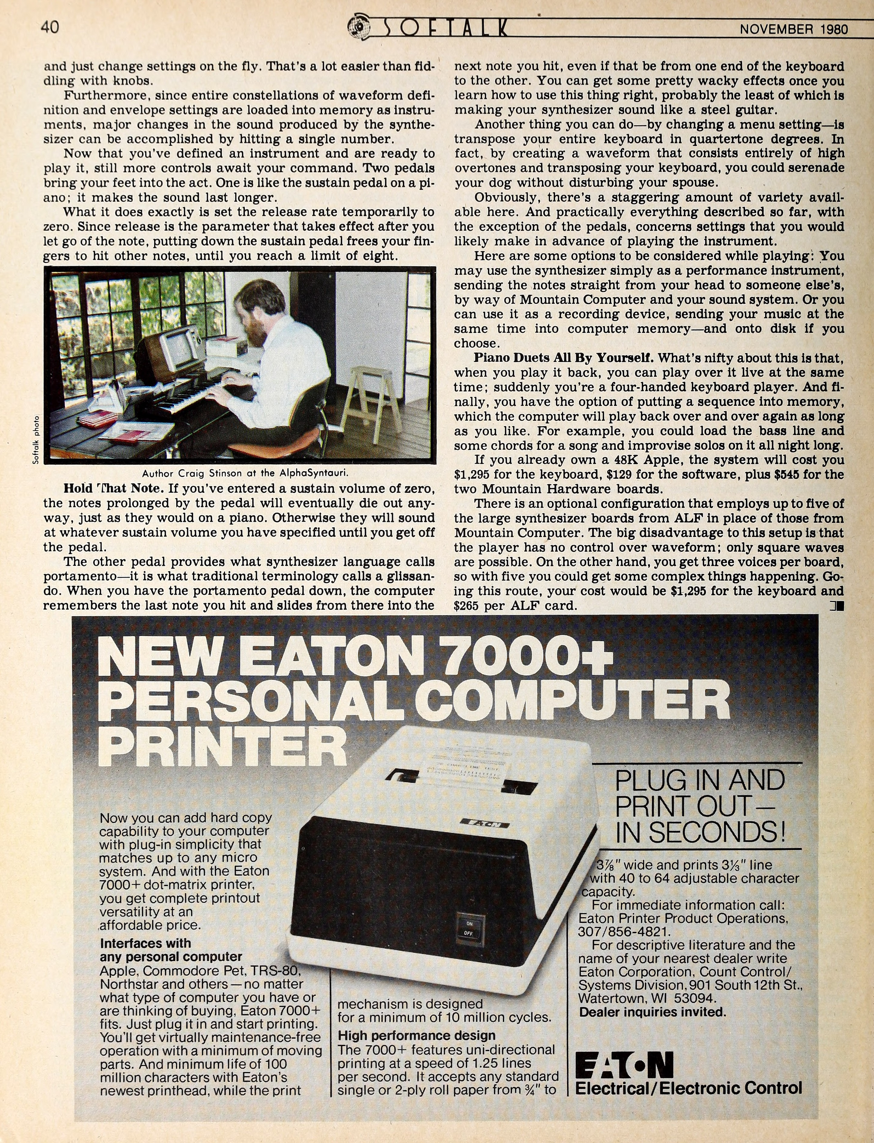 40
SOFTALK
NOVEMBER 1980
and just change settings on the fly. That's a lot easier than fid-
dling with knobs.
Furthermore, since entire constellations of waveform defi-
nition and envelope settings are loaded into memory as instru-
ments, major changes in the sound produced by the synthe-
sizer can be accomplished by hitting a single number.
Now that you've defined an instrument and are ready to
play it, still more controls await your command. Two pedals
bring your feet into the act. One is like the sustain pedal on a pi-
ano; it makes the sound last longer.
What it does exactly is set the release rate temporarily to
zero. Since release is the parameter that takes effect after you
let go of the note, putting down the sustain pedal frees your fin-
gers to hit other notes, until you reach a limit of eight.
Softalk photo
Author Craig Stinson at the AlphaSyntauri.
Hold That Note. If you've entered a sustain volume of zero,
the notes prolonged by the pedal will eventually die out any-
way, just as they would on a piano. Otherwise they will sound
at whatever sustain volume you have specified until you get off
the pedal.
The other pedal provides what synthesizer language calls
portamento—it is what traditional terminology calls a glissan-
do. When you have the portamento pedal down, the computer
remembers the last note you hit and slides from there into the
next note you hit, even if that be from one end of the keyboard
to the other. You can get some pretty wacky effects once you
learn how to use this thing right, probably the least of which is
making your synthesizer sound like a steel guitar.
Another thing you can do—by changing a menu setting—is
transpose your entire keyboard in quartertone degrees. In
fact, by creating a waveform that consists entirely of high
overtones and transposing your keyboard, you could serenade
your dog without disturbing your spouse.
Obviously, there's a staggering amount of variety avail-
able here. And practically everything described so far, with
the exception of the pedals, concerns settings that you would
likely make in advance of playing the instrument.
Here are some options to be considered while playing: You
may use the synthesizer simply as a performance instrument,
sending the notes straight from your head to someone else's,
by way of Mountain Computer and your sound system. Or you
can use it as a recording device, sending your music at the
same time into computer memory—and onto disk if you
choose.
Piano Duets All By Yourself. What's nifty about this is that,
when you play it back, you can play over it live at the same
time; suddenly you're a four-handed keyboard player. And fi-
nally, you have the option of putting a sequence into memory,
which the computer will play back over and over again as long
as you like. For example, you could load the bass line and
some chords for a song and improvise solos on it all night long.
If you already own a 48K Apple, the system will cost you
$1,295 for the keyboard, $129 for the software, plus $545 for the
two Mountain Hardware boards.
There is an optional configuration that employs up to five of
the large synthesizer boards from ALF in place of those from
Mountain Computer. The big disadvantage to this setup is that
the player has no control over waveform; only square waves
are possible. On the other hand, you get three voices per board,
so with five you could get some complex things happening. Go-
ing this route, your cost would be $1,295 for the keyboard and
$265 per ALF card.
NEW EATON 7000+
PERSONAL COMPUTER
PRINTER
EATON
ON
OFF
PLUG IN AND
PRINT OUT—
IN SECONDS!
Now you can add hard copy
capability to your computer
with plug-in simplicity that
matches up to any micro
system. And with the Eaton
7000+ dot-matrix printer,
you get complete printout
versatility at an
affordable price.
Interfaces with
any personal computer
Apple, Commodore Pet, TRS-80,
Northstar and others—no matter
what type of computer you have or
are thinking of buying, Eaton 7000+
fits. Just plug it in and start printing.
You'll get virtually maintenance-free
operation with a minimum of moving
parts. And minimum life of 100
million characters with Eaton's
newest printhead, while the print
mechanism is designed
for a minimum of 10 million cycles.
High performance design
The 7000+ features uni-directional
printing at a speed of 1.25 lines
per second. It accepts any standard
single or 2-ply roll paper from ¾" to
3⅞" wide and prints 3⅓" line
with 40 to 64 adjustable character
capacity.
For immediate information call:
Eaton Printer Product Operations,
307/856-4821.
For descriptive literature and the
name of your nearest dealer write
Eaton Corporation, Count Control/
Systems Division, 901 South 12th St.,
Watertown, WI 53094.
Dealer inquiries invited.
EATON
Electrical/Electronic Control